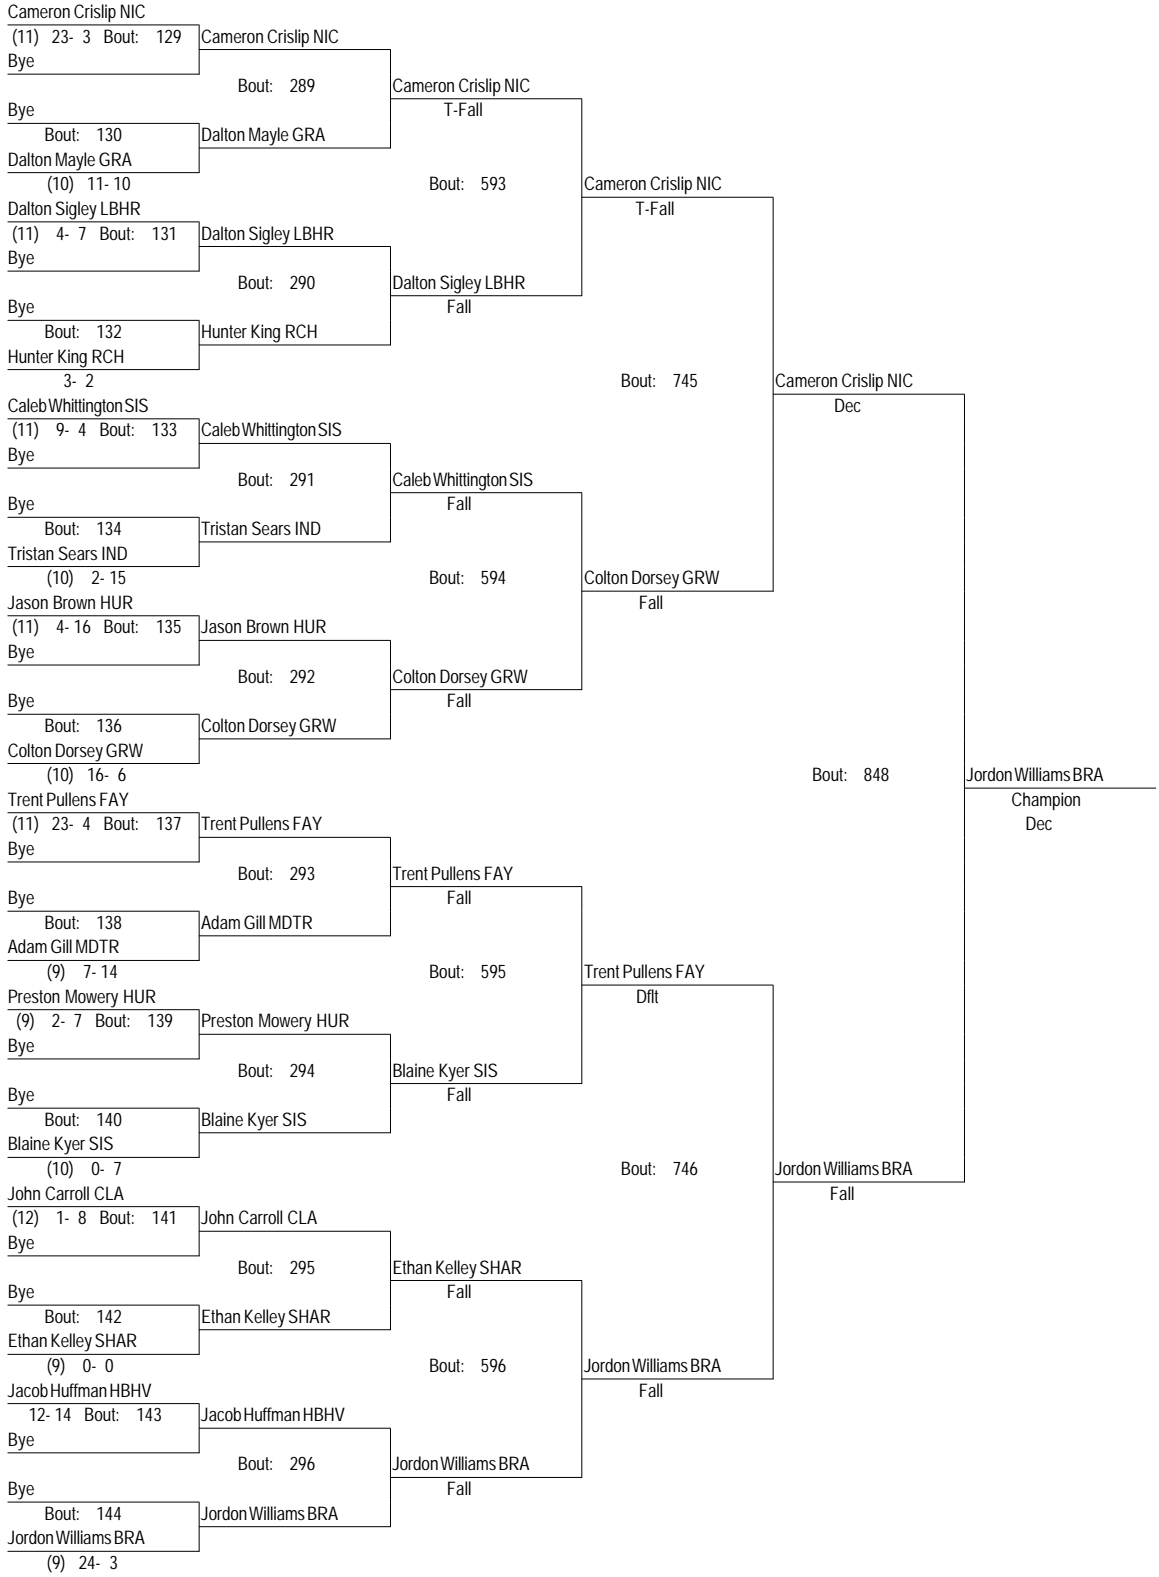 Cameron Crislip NIC
(11) 23- 3 Bout: 129 Cameron Crislip NIC
Bye
Bout: 289 Cameron Crislip NIC
Bye T-Fall
Bout: 130 Dalton Mayle GRA
Dalton Mayle GRA
(10) 11- 10 Bout: 593 Cameron Crislip NIC
Dalton Sigley LBHR T-Fall
(11) 4- 7 Bout: 131 Dalton Sigley LBHR
Bye
Bout: 290 Dalton Sigley LBHR
Bye Fall
Bout: 132 Hunter King RCH
Hunter King RCH
3- 2 Bout: 745 Cameron Crislip NIC
Caleb Whittington SIS Dec
(11) 9- 4 Bout: 133 Caleb Whittington SIS
Bye
Bout: 291 Caleb Whittington SIS
Bye Fall
Bout: 134 Tristan Sears IND
Tristan Sears IND
(10) 2- 15 Bout: 594 Colton Dorsey GRW
Jason Brown HUR Fall
(11) 4- 16 Bout: 135 Jason Brown HUR
Bye
Bout: 292 Colton Dorsey GRW
Bye Fall
Bout: 136 Colton Dorsey GRW
Colton Dorsey GRW
(10) 16- 6 Bout: 848 Jordon Williams BRA
Trent Pullens FAY Champion
(11) 23- 4 Bout: 137 Trent Pullens FAY Dec
Bye
Bout: 293 Trent Pullens FAY
Bye Fall
Bout: 138 Adam Gill MDTR
Adam Gill MDTR
(9) 7- 14 Bout: 595 Trent Pullens FAY
Preston Mowery HUR Dflt
(9) 2- 7 Bout: 139 Preston Mowery HUR
Bye
Bout: 294 Blaine Kyer SIS
Bye Fall
Bout: 140 Blaine Kyer SIS
Blaine Kyer SIS
(10) 0- 7 Bout: 746 Jordon Williams BRA
John Carroll CLA Fall
(12) 1- 8 Bout: 141 John Carroll CLA
Bye
Bout: 295 Ethan Kelley SHAR
Bye Fall
Bout: 142 Ethan Kelley SHAR
Ethan Kelley SHAR
(9) 0- 0 Bout: 596 Jordon Williams BRA
Jacob Huffman HBHV Fall
12- 14 Bout: 143 Jacob Huffman HBHV
Bye
Bout: 296 Jordon Williams BRA
Bye Fall
Bout: 144 Jordon Williams BRA
Jordon Williams BRA
(9) 24- 3